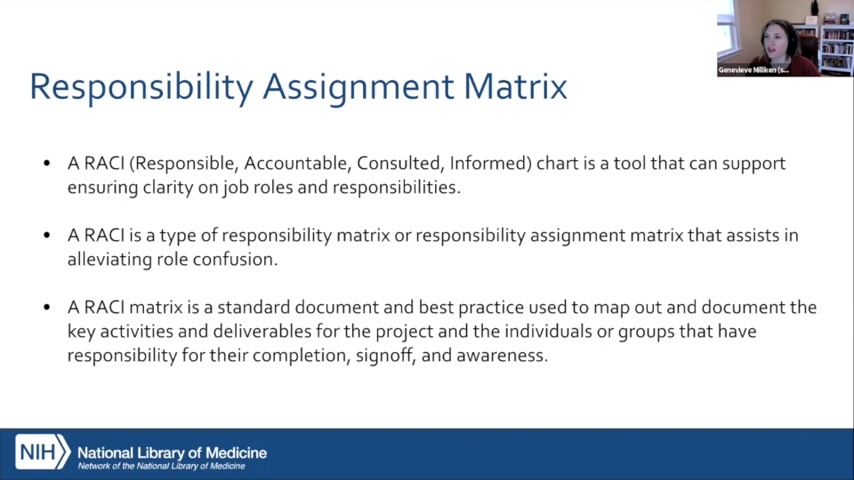 Genevieve Milliken (s...
Responsibility Assignment Matrix
• A RACI (Responsible, Accountable, Consulted, Informed) chart is a tool that can support
ensuring clarity on job roles and responsibilities.
• A RACI is a type of responsibility matrix or responsibility assignment matrix that assists in
alleviating role confusion.
• A RACI matrix is a standard document and best practice used to map out and document the
key activities and deliverables for the project and the individuals or groups that have
responsibility for their completion, signoff, and awareness.
NIH National Library of Medicine
Network of the National Library of Medicine